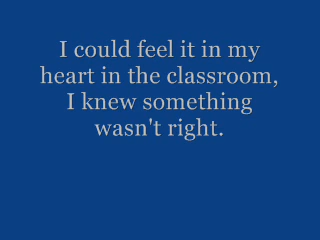 I could feel it in my
heart in the classroom,
I knew something
wasn't right.